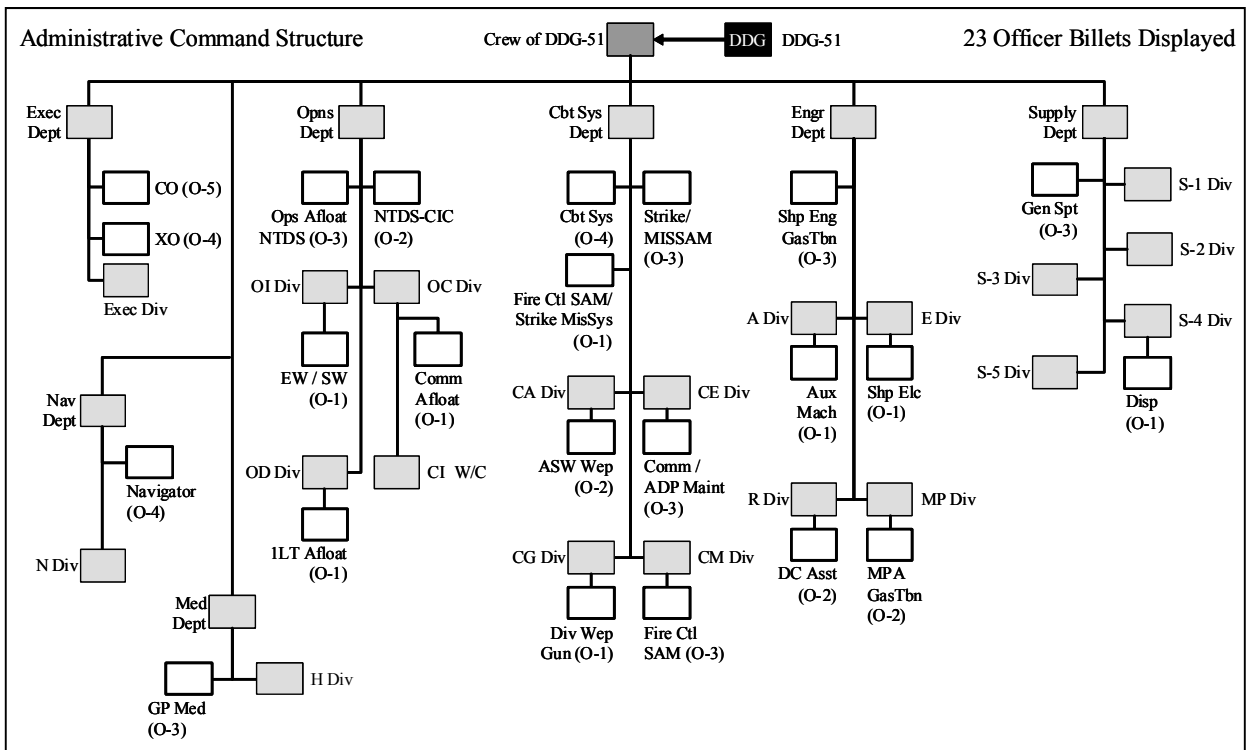 Administrative Command Structure
Crew of DDG-51
DDG
DDG-51
23 Officer Billets Displayed
Exec
Dept
CO (O-5)
XO (O-4)
Exec Div
Nav
Dept
Navigator
(O-4)
N Div
Med
Dept
H Div
GP Med
(O-3)
Opns
Dept
Ops Afloat
NTDS (O-3)
NTDS-CIC
(O-2)
OI Div
OC Div
EW / SW
(O-1)
Comm
Afloat
(O-1)
OD Div
CI W/C
1LT Afloat
(O-1)
Cbt Sys
Dept
Cbt Sys
(O-4)
Strike/
MISSAM
(O-3)
Fire Ctl SAM/
Strike MisSys
(O-1)
CA Div
CE Div
ASW Wep
(O-2)
Comm /
ADP Maint
(O-3)
CG Div
CM Div
Div Wep
Gun (O-1)
Fire Ctl
SAM (O-3)
Engr
Dept
Shp Eng
GasTbn
(O-3)
A Div
E Div
Aux
Mach
(O-1)
Shp Elc
(O-1)
R Div
MP Div
DC Asst
(O-2)
MPA
GasTbn
(O-2)
Supply
Dept
Gen Spt
(O-3)
S-1 Div
S-2 Div
S-3 Div
S-4 Div
S-5 Div
Disp
(O-1)